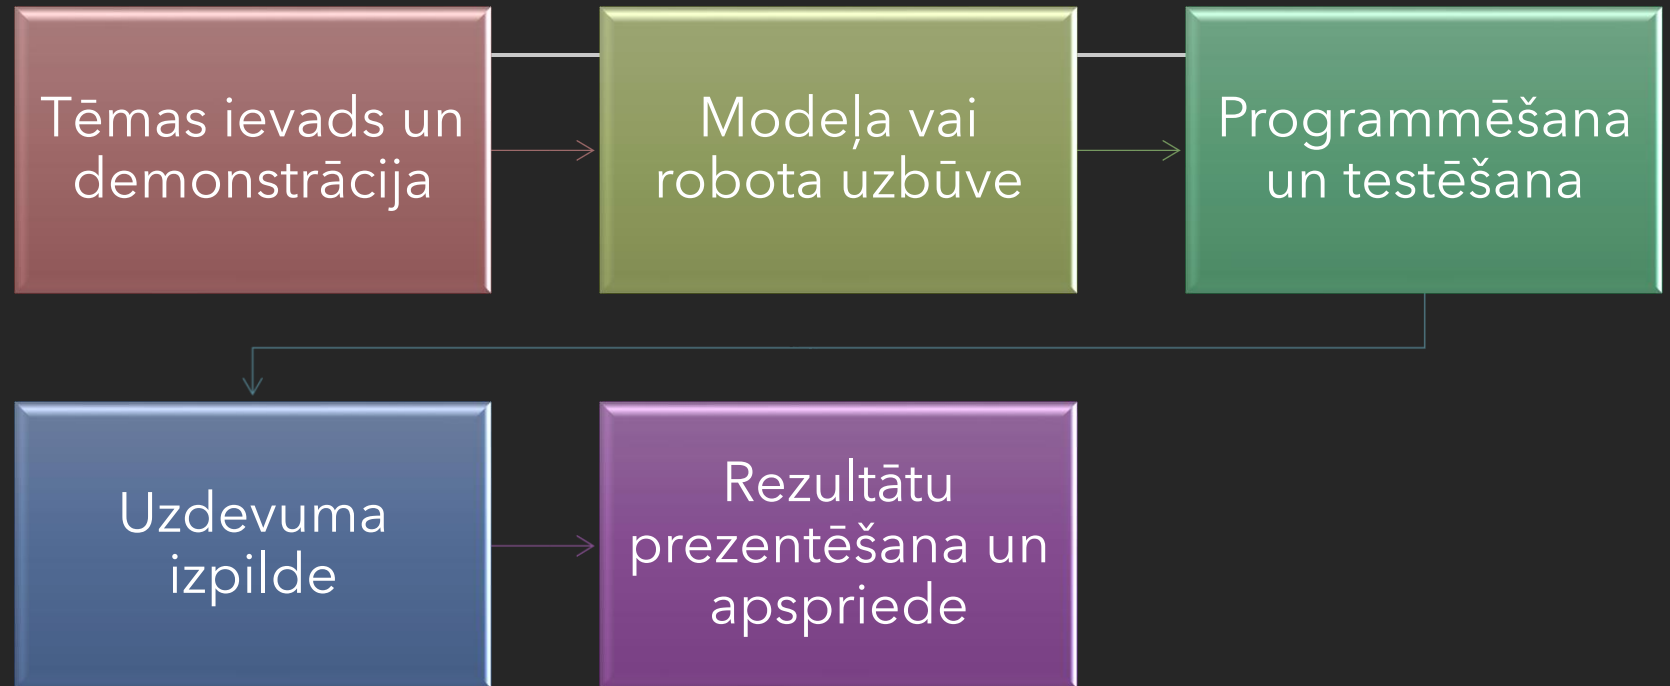 Tēmas ievads un
demonstrācija
Modeļa vai
robota uzbūve
Programmēšana
un testēšana
Uzdevuma
izpilde
Rezultātu
prezentēšana un
apspriede